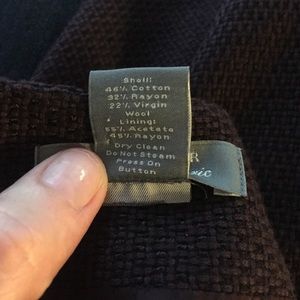 Shell:
46% Cotton
32% Rayon
22% Virgin
Wool
Lining:
55% Acetate
45% Rayon
Dry Clean
Do Not Steam
Press On
Button
R